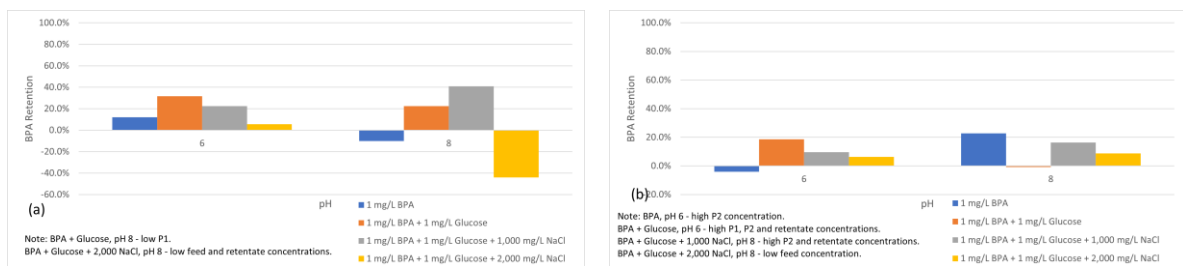 100.0%
80.0%
60.0%
40.0%
20.0%
0.0%
-20.0%
-40.0%
-60.0%
BPA Retention
6
8
pH
(a)
1 mg/L BPA
1 mg/L BPA + 1 mg/L Glucose
1 mg/L BPA + 1 mg/L Glucose + 1,000 mg/L NaCl
1 mg/L BPA + 1 mg/L Glucose + 2,000 mg/L NaCl
Note: BPA + Glucose, pH 8 - low P1.
BPA + Glucose + 2,000 NaCl, pH 8 - low feed and retentate concentrations.
100.0%
80.0%
60.0%
40.0%
20.0%
0.0%
-20.0%
BPA Retention
6
8
pH
(b)
1 mg/L BPA
1 mg/L BPA + 1 mg/L Glucose
1 mg/L BPA + 1 mg/L Glucose + 1,000 mg/L NaCl
1 mg/L BPA + 1 mg/L Glucose + 2,000 mg/L NaCl
Note: BPA, pH 6 - high P2 concentration.
BPA + Glucose, pH 6 - high P1, P2 and retentate concentrations.
BPA + Glucose + 1,000 NaCl, pH 8 - high P2 and retentate concentrations.
BPA + Glucose + 2,000 NaCl, pH 8 - low feed concentration.